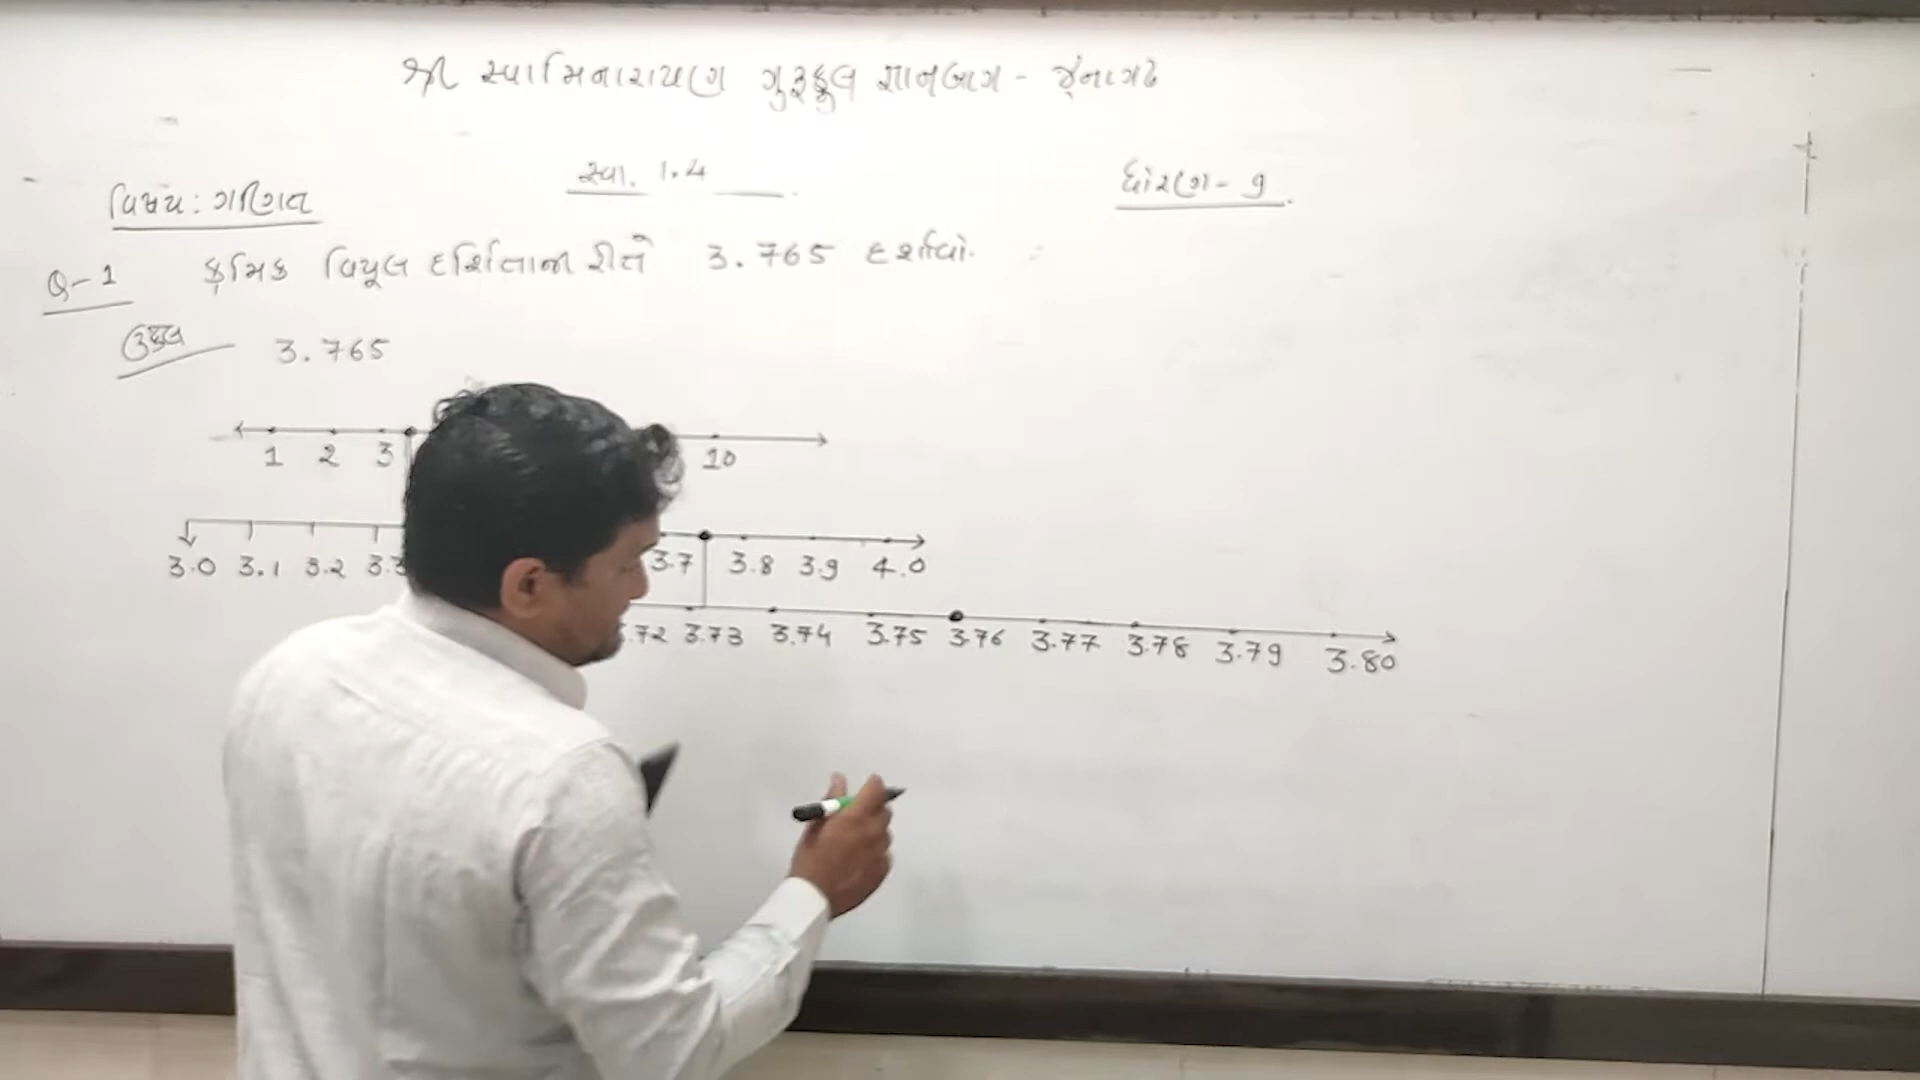 શ્રી સ્વામિનારાયણ ગુરૂકુલ જ્ઞાનબાગ - જૂનાગઢ
વિષય : ગણિત
સ્વા. 1.4
ધોરણ - 9
Q-1 ક્રમિક વિપૂલ દર્શિતાની રીતે 3.765 દર્શાવો.
ઉકેલ 3.765
1 2 3 10
3.0 3.1 3.2 3.3 3.7 3.8 3.9 4.0
.72 3.73 3.74 3.75 3.76 3.77 3.78 3.79 3.80